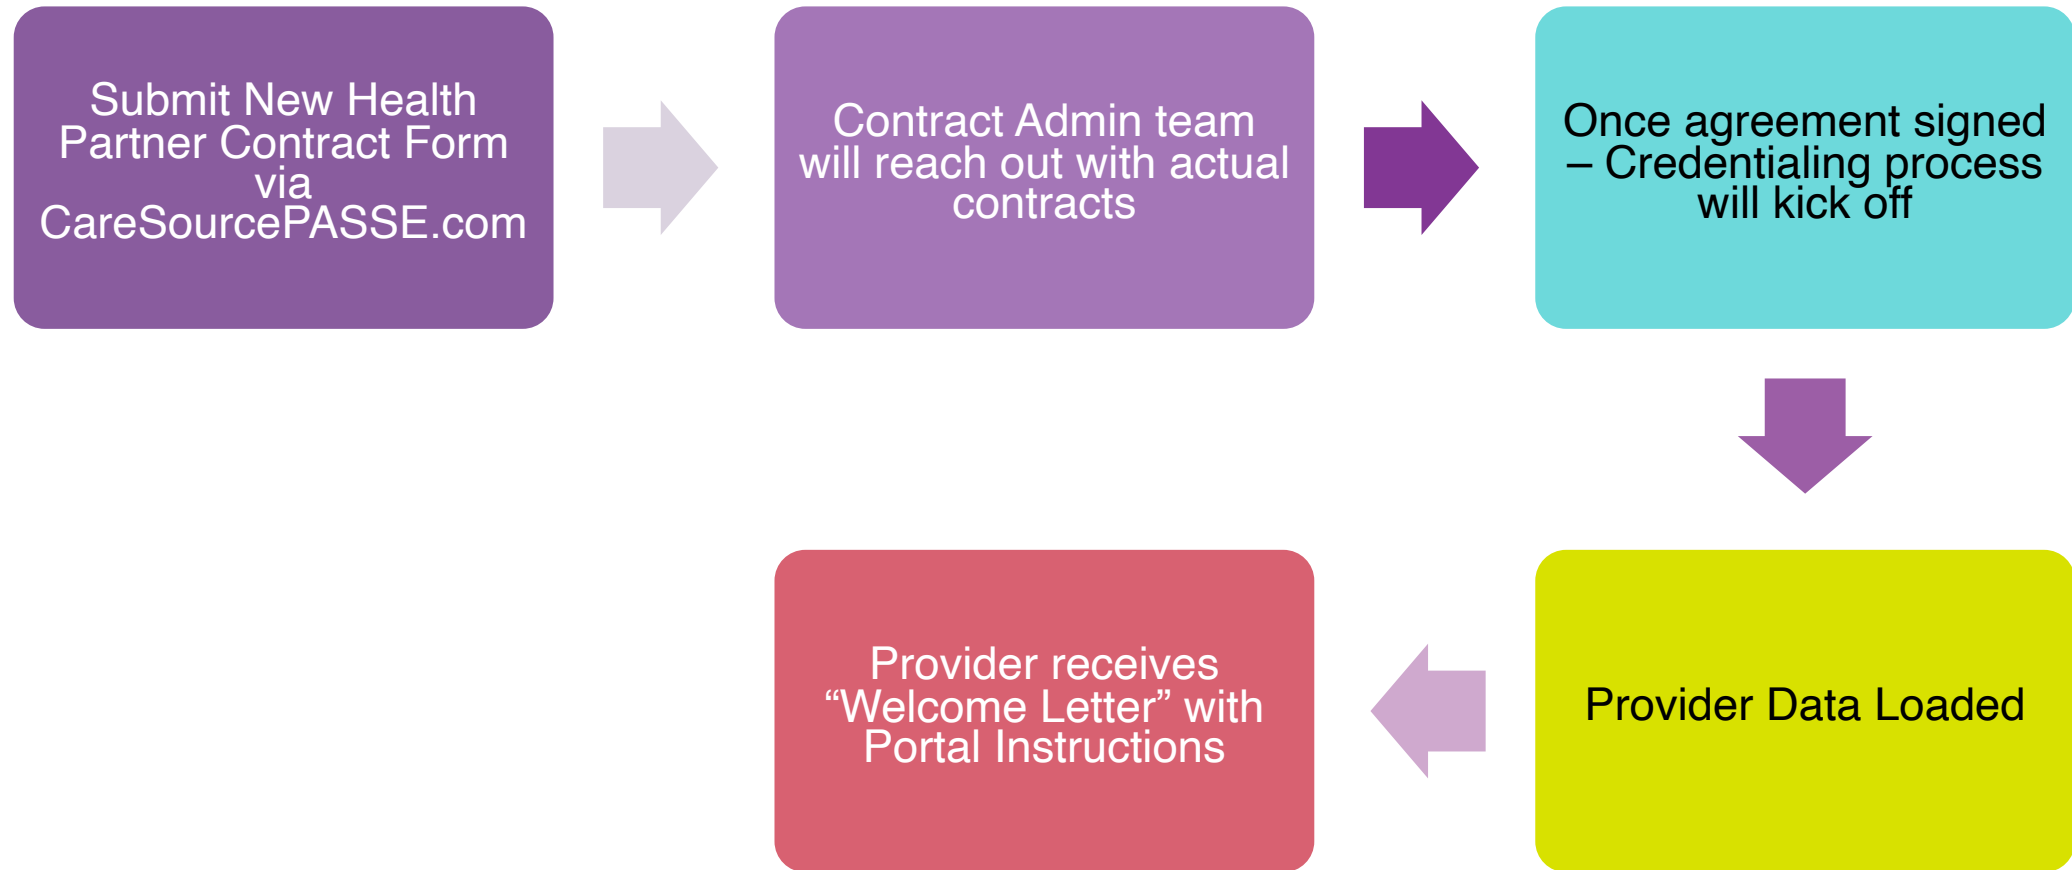 Submit New Health
Partner Contract Form
via
CareSourcePASSE.com
Contract Admin team
will reach out with actual
contracts
Once agreement signed
– Credentialing process
will kick off
Provider Data Loaded
Provider receives
“Welcome Letter” with
Portal Instructions